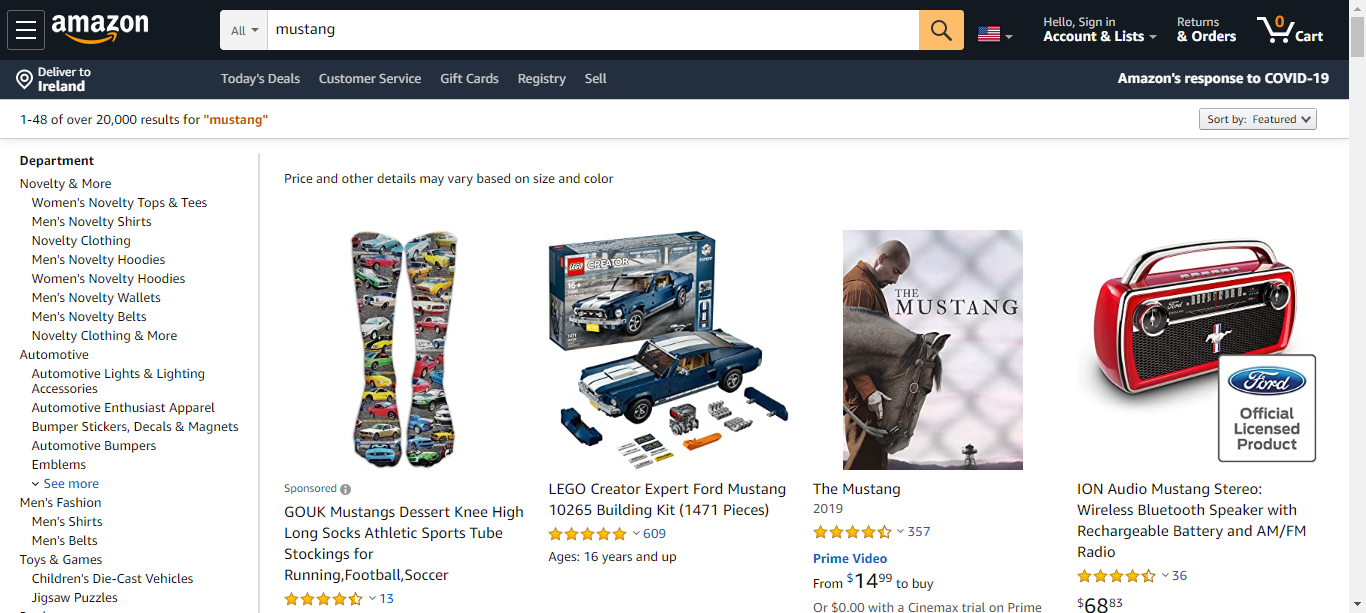 amazon
All
mustang
Hello, Sign in
Account & Lists
Returns
& Orders
0
Cart
Deliver to
Ireland
Today's Deals
Customer Service
Gift Cards
Registry
Sell
Amazon's response to COVID-19
1-48 of over 20,000 results for "mustang"
Sort by: Featured
Department
Novelty & More
Women's Novelty Tops & Tees
Men's Novelty Shirts
Novelty Clothing
Men's Novelty Hoodies
Women's Novelty Hoodies
Men's Novelty Wallets
Men's Novelty Belts
Novelty Clothing & More
Automotive
Automotive Lights & Lighting
Accessories
Automotive Enthusiast Apparel
Bumper Stickers, Decals & Magnets
Automotive Bumpers
Emblems
See more
Men's Fashion
Men's Shirts
Men's Belts
Toys & Games
Children's Die-Cast Vehicles
Jigsaw Puzzles
Price and other details may vary based on size and color
Sponsored
GOUK Mustangs Dessert Knee High
Long Socks Athletic Sports Tube
Stockings for
Running,Football,Soccer
13
LEGO
CREATOR
16+
LEGO Creator Expert Ford Mustang
10265 Building Kit (1471 Pieces)
609
Ages: 16 years and up
THE
MUSTANG
The Mustang
2019
357
Prime Video
From $14.99 to buy
Or $0.00 with a Cinemax trial on Prime
Ford
Ford
Official
Licensed
Product
ION Audio Mustang Stereo:
Wireless Bluetooth Speaker with
Rechargeable Battery and AM/FM
Radio
36
$68.83